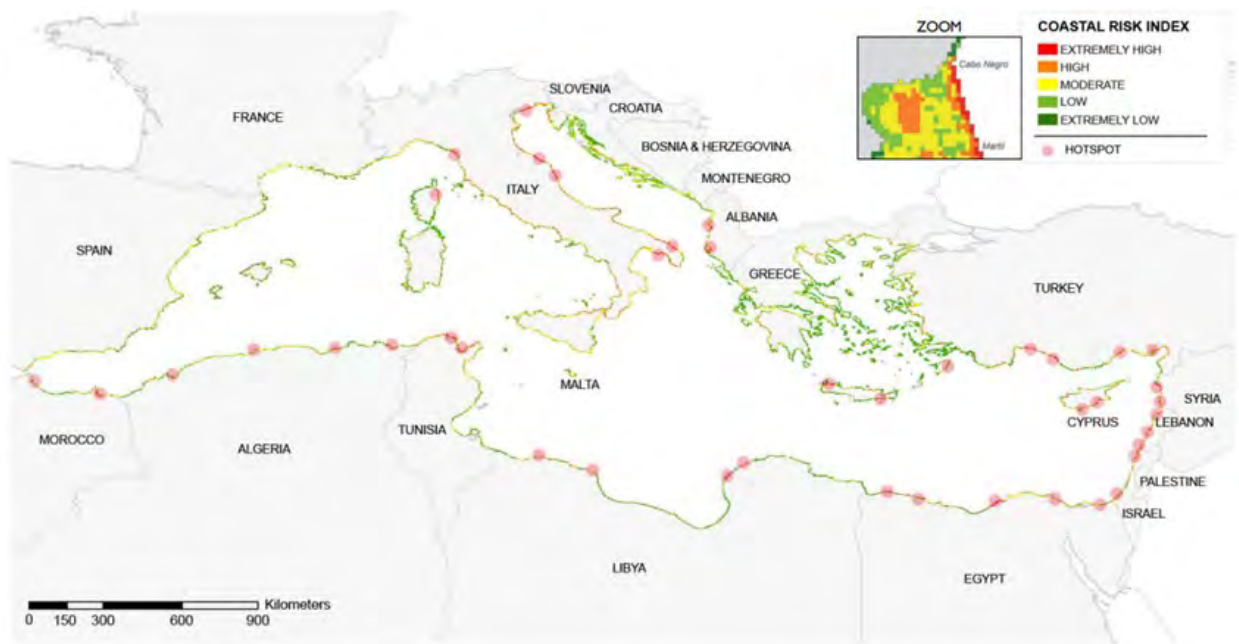 ZOOM
Cabo Negro
Martil
COASTAL RISK INDEX
EXTREMELY HIGH
HIGH
MODERATE
LOW
EXTREMELY LOW
HOTSPOT
SLOVENIA
CROATIA
FRANCE
BOSNIA & HERZEGOVINA
MONTENEGRO
ITALY
ALBANIA
SPAIN
GREECE
TURKEY
MALTA
SYRIA
CYPRUS
LEBANON
MOROCCO
ALGERIA
TUNISIA
PALESTINE
ISRAEL
LIBYA
EGYPT
Kilometers
0 150 300 600 900